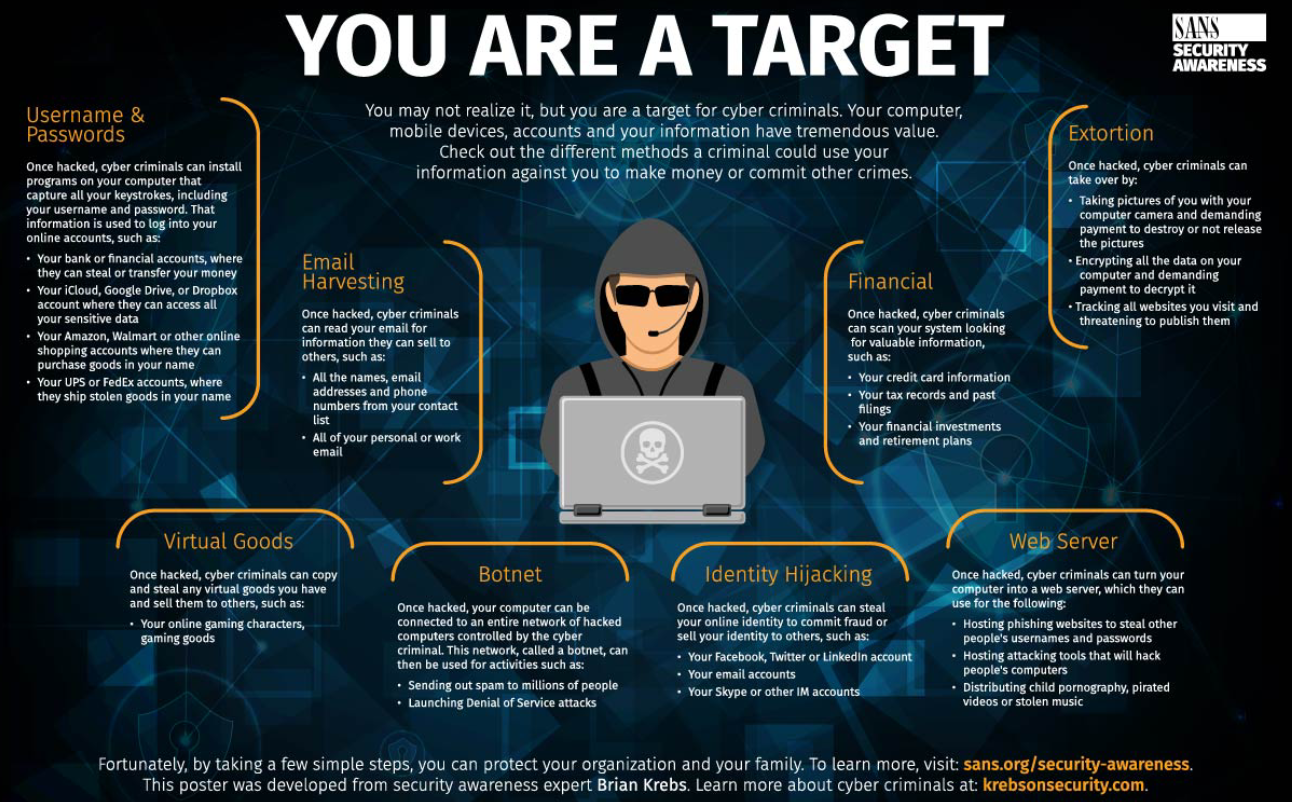 YOU ARE A TARGET
SANS
SECURITY
AWARENESS
You may not realize it, but you are a target for cyber criminals. Your computer,
mobile devices, accounts and your information have tremendous value.
Check out the different methods a criminal could use your
information against you to make money or commit other crimes.
Username &
Passwords
Once hacked, cyber criminals can install
programs on your computer that
capture all your keystrokes, including
your username and password. That
information is used to log into your
online accounts, such as:
• Your bank or financial accounts, where
they can steal or transfer your money
• Your iCloud, Google Drive, or Dropbox
account where they can access all
your sensitive data
• Your Amazon, Walmart or other online
shopping accounts where they can
purchase goods in your name
• Your UPS or FedEx accounts, where
they ship stolen goods in your name
Email
Harvesting
Once hacked, cyber criminals
can read your email for
information they can sell to
others, such as:
• All the names, email
addresses and phone
numbers from your contact
list
• All of your personal or work
email
Financial
Once hacked, cyber criminals
can scan your system looking
for valuable information,
such as:
• Your credit card information
• Your tax records and past
filings
• Your financial investments
and retirement plans
Extortion
Once hacked, cyber criminals can
take over by:
• Taking pictures of you with your
computer camera and demanding
payment to destroy or not release
the pictures
• Encrypting all the data on your
computer and demanding
payment to decrypt it
• Tracking all websites you visit and
threatening to publish them
Virtual Goods
Once hacked, cyber criminals can copy
and steal any virtual goods you have
and sell them to others, such as:
• Your online gaming characters,
gaming goods
Botnet
Once hacked, your computer can be
connected to an entire network of hacked
computers controlled by the cyber
criminal. This network, called a botnet, can
then be used for activities such as:
• Sending out spam to millions of people
• Launching Denial of Service attacks
Identity Hijacking
Once hacked, cyber criminals can steal
your online identity to commit fraud or
sell your identity to others, such as:
• Your Facebook, Twitter or LinkedIn account
• Your email accounts
• Your Skype or other IM accounts
Web Server
Once hacked, cyber criminals can turn your
computer into a web server, which they can
use for the following:
• Hosting phishing websites to steal other
people's usernames and passwords
• Hosting attacking tools that will hack
people's computers
• Distributing child pornography, pirated
videos or stolen music
Fortunately, by taking a few simple steps, you can protect your organization and your family. To learn more, visit: sans.org/security-awareness.
This poster was developed from security awareness expert Brian Krebs. Learn more about cyber criminals at: krebsonsecurity.com.